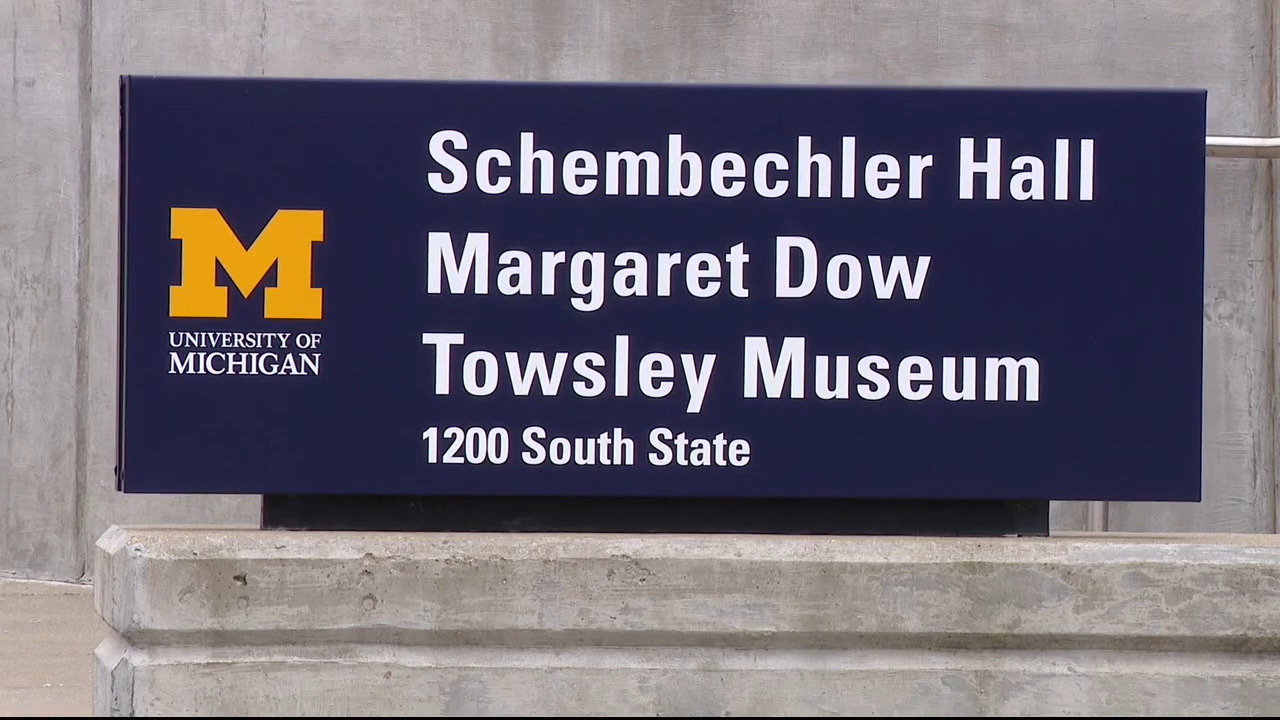 M
UNIVERSITY OF
MICHIGAN
Schembechler Hall
Margaret Dow
Towsley Museum
1200 South State